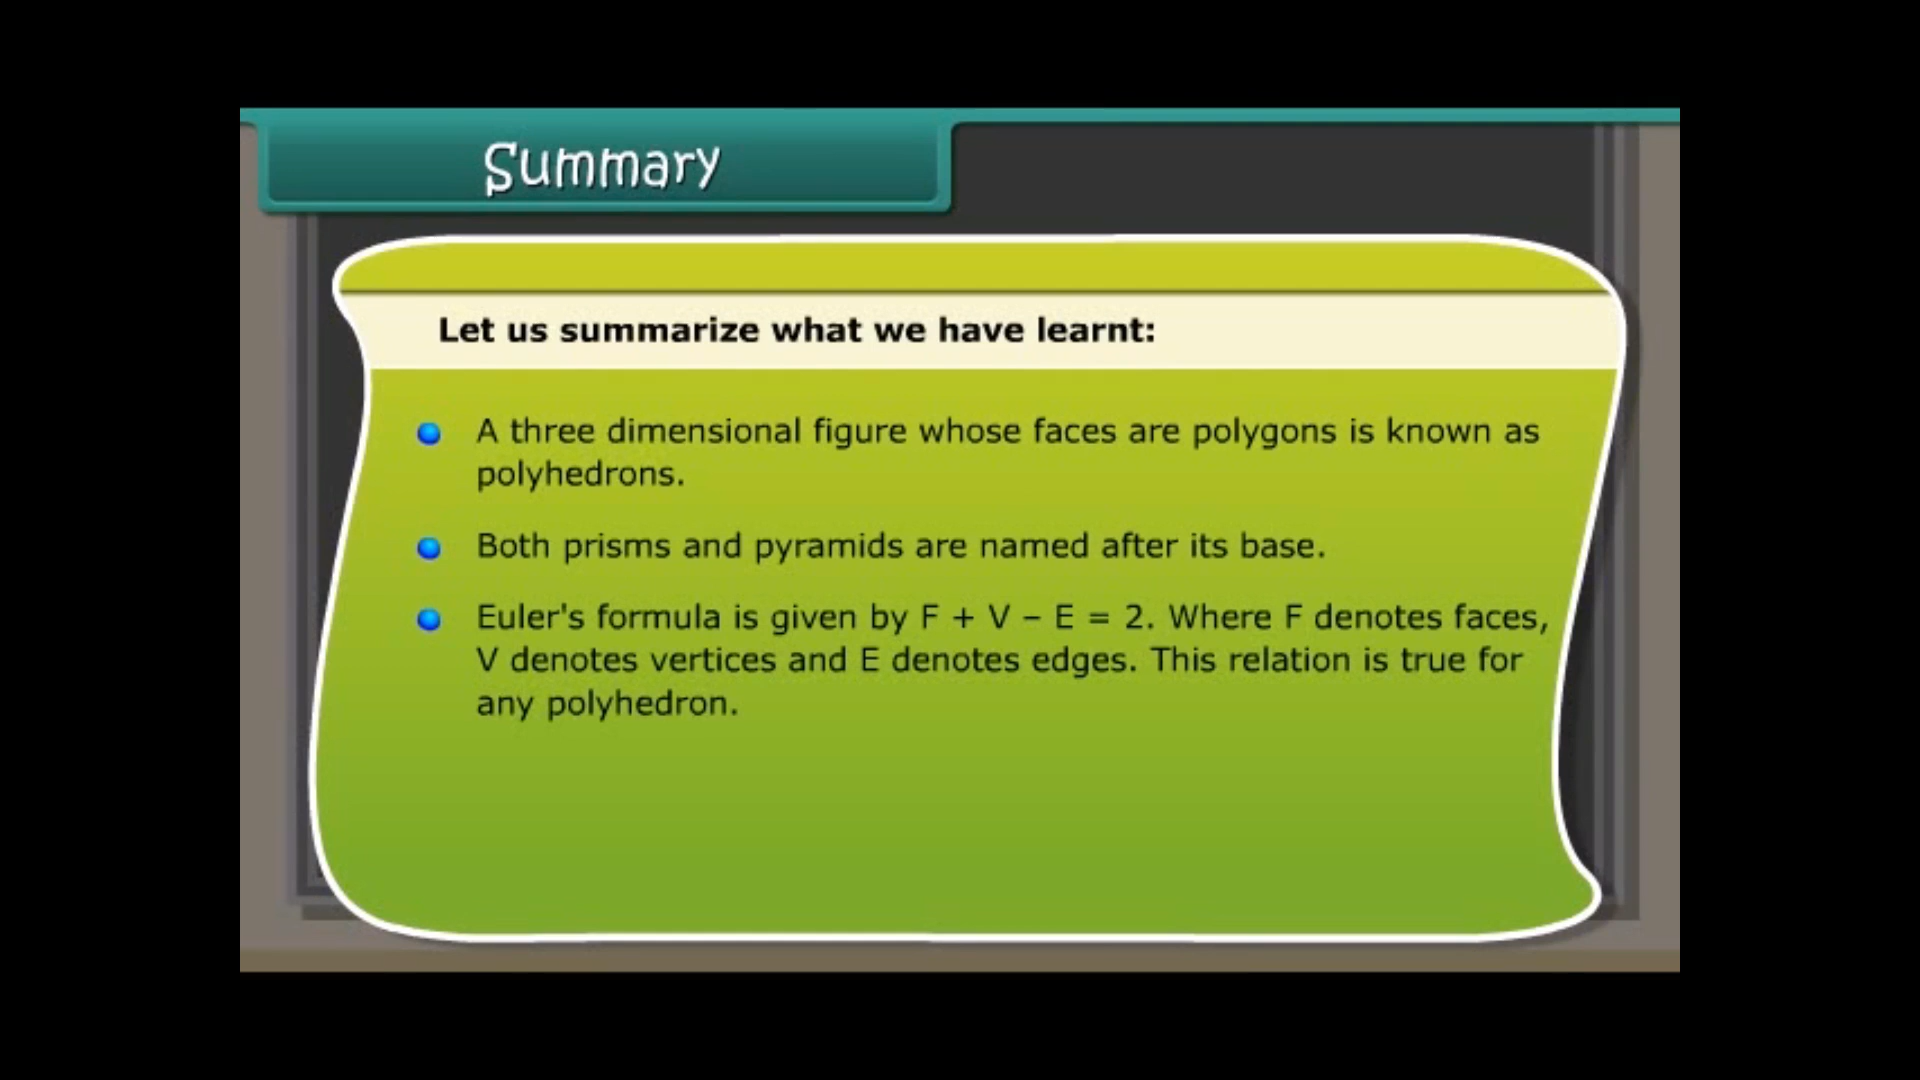 Summary
Let us summarize what we have learnt:
A three dimensional figure whose faces are polygons is known as
polyhedrons.
Both prisms and pyramids are named after its base.
Euler's formula is given by F + V – E = 2. Where F denotes faces,
V denotes vertices and E denotes edges. This relation is true for
any polyhedron.